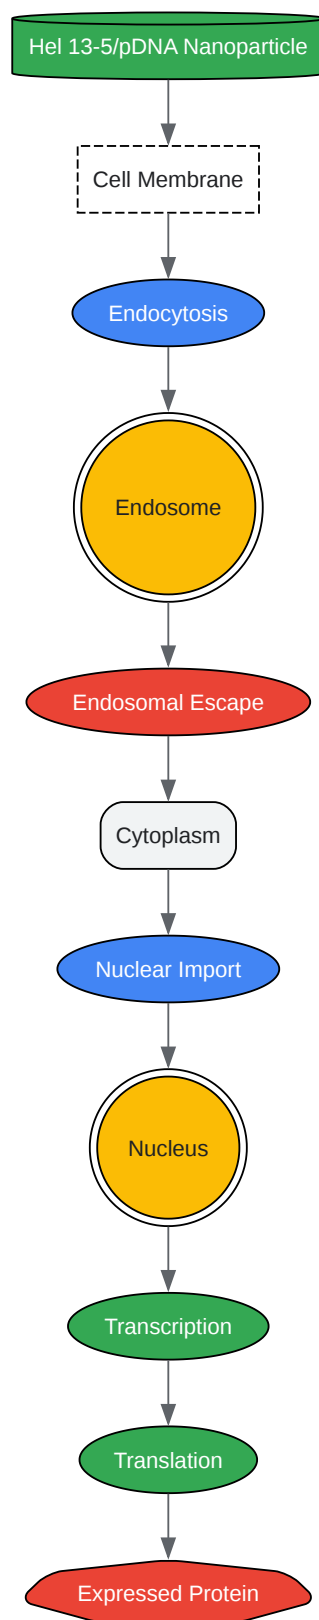 Hel 13-5/pDNA Nanoparticle
Cell Membrane
Endocytosis
Endosome
Endosomal Escape
Cytoplasm
Nuclear Import
Nucleus
Transcription
Translation
Expressed Protein